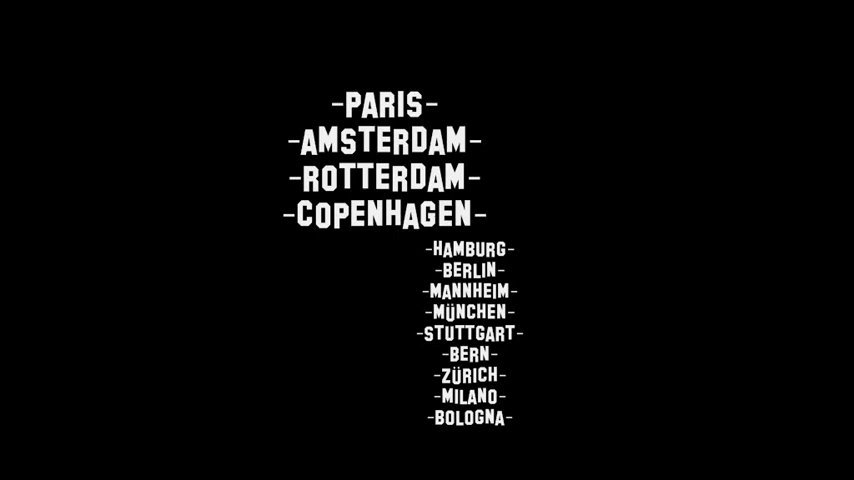 -PARIS-
-AMSTERDAM-
-ROTTERDAM-
-COPENHAGEN-
-HAMBURG-
-BERLIN-
-MANNHEIM-
-MÜNCHEN-
-STUTTGART-
-BERN-
-ZÜRICH-
-MILANO-
-BOLOGNA-